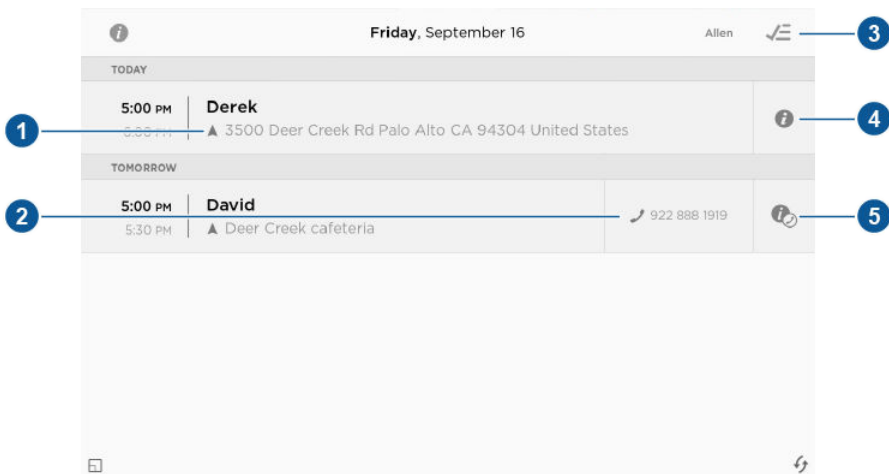 Friday, September 16
Allen
3
TODAY
5:00 PM
Derek
4
1
3500 Deer Creek Rd Palo Alto CA 94304 United States
TOMORROW
5:00 PM
David
2
922 888 1919
5
5:30 PM
Deer Creek cafeteria